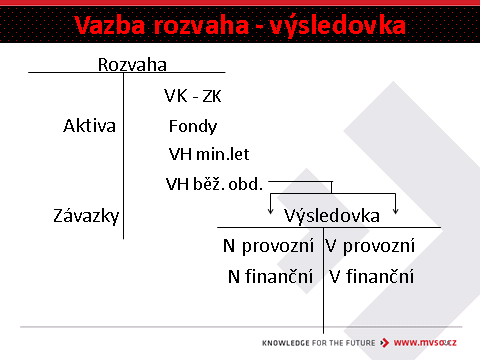 Vazba rozvaha - výsledovka
Rozvaha
VK - ZK
Aktiva
Fondy
VH min.let
VH běž. obd.
Závazky
Výsledovka
N provozní V provozní
N finanční V finanční
KNOWLEDGE FOR THE FUTURE www.mvso.cz